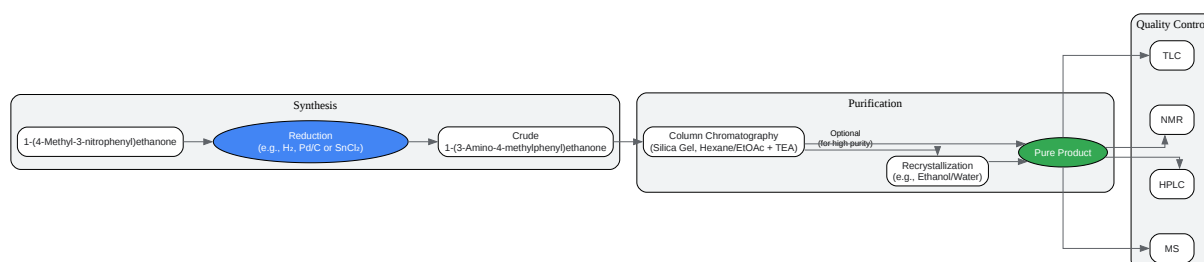 Synthesis
1-(4-Methyl-3-nitrophenyl)ethanone
Reduction
(e.g., H₂, Pd/C or SnCl₂)
Crude
1-(3-Amino-4-methylphenyl)ethanone
Purification
Column Chromatography
(Silica Gel, Hexane/EtOAc + TEA)
Optional
(for high purity)
Recrystallization
(e.g., Ethanol/Water)
Pure Product
Quality Contro
TLC
NMR
HPLC
MS